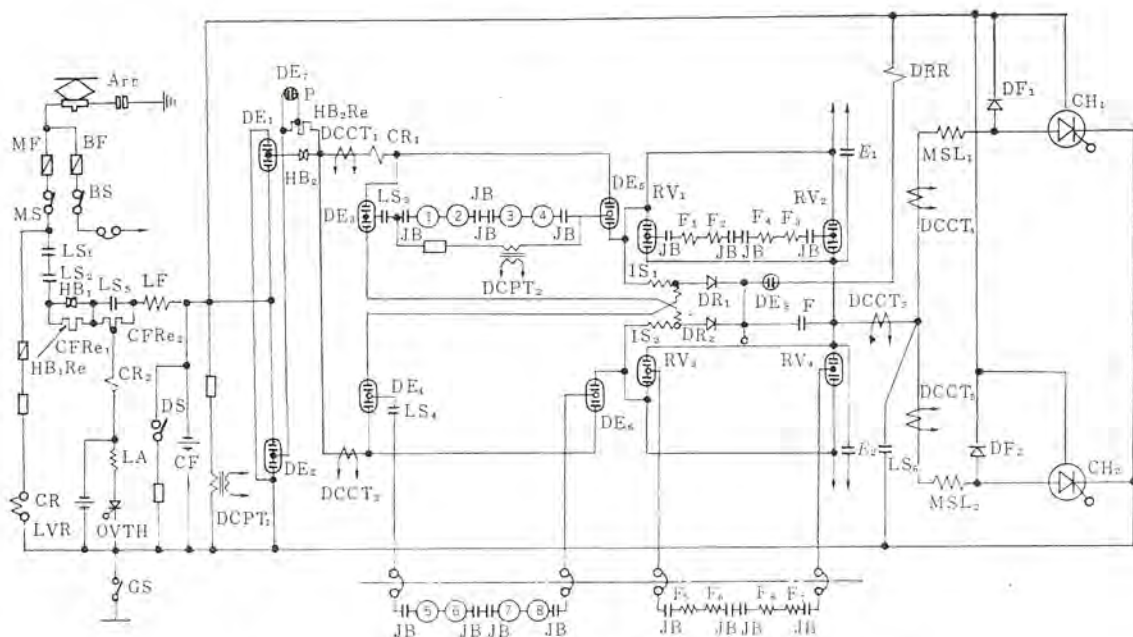 Arr
DE₇
P
HB₂Re
DE₁
DCCT₁
CR₁
HB₂
MF
BF
MS
BS
LS₁
LS₂
HB₁
LS₅
LF
CFRe₁
CFRe₂
HB₁Re
CR₂
DS
CF
LA
CR
LVR
OVTH
DCPT₁
DE₂
GS
DE₃
LS₃
JB
① ② ③ ④
JB JB JB
DCPT₂
DE₅
RV₁
RV₂
E₁
F₁ F₂ F₄ F₃
JB JB JB JB
IS₁
DR₁
DE₈
F
IS₂
DR₂
DCCT₃
DE₄
LS₄
DCCT₂
DE₆
RV₃
RV₄
E₂
LS₆
DRR
DF₁
CH₁
MSL₁
DCCT₄
DCCT₅
DF₂
CH₂
MSL₂
⑤ ⑥ ⑦ ⑧
JB JB JB JB
F₅ F₆ F₈ F₇
JB JB JB JB